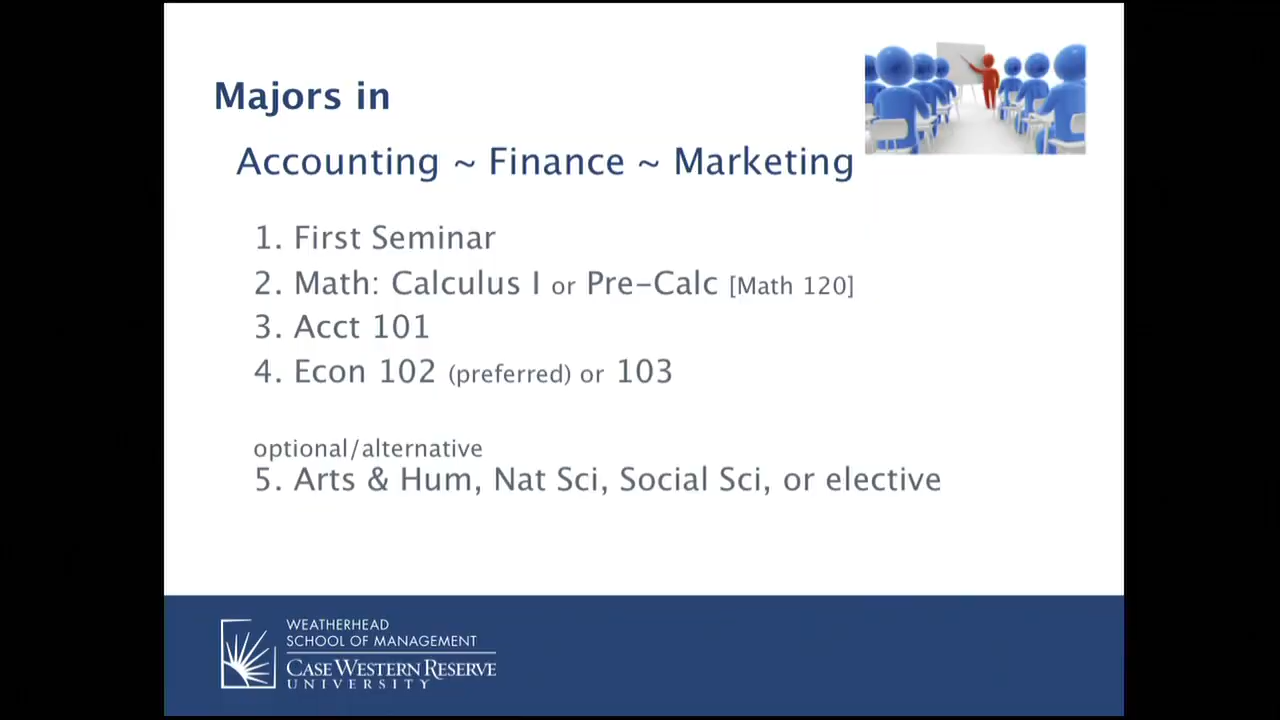 Majors in
Accounting ~ Finance ~ Marketing
1. First Seminar
2. Math: Calculus I or Pre-Calc [Math 120]
3. Acct 101
4. Econ 102 (preferred) or 103
optional/alternative
5. Arts & Hum, Nat Sci, Social Sci, or elective
WEATHERHEAD
SCHOOL OF MANAGEMENT
CASE WESTERN RESERVE
UNIVERSITY